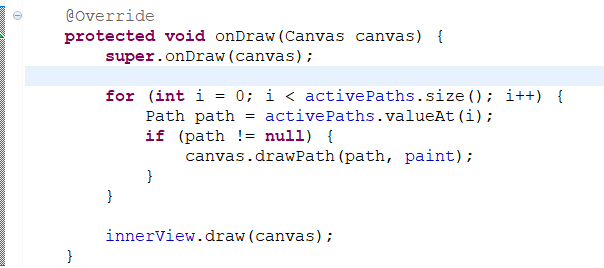 @Override
protected void onDraw(Canvas canvas) {
    super.onDraw(canvas);

    for (int i = 0; i < activePaths.size(); i++) {
        Path path = activePaths.valueAt(i);
        if (path != null) {
            canvas.drawPath(path, paint);
        }
    }

    innerView.draw(canvas);
}